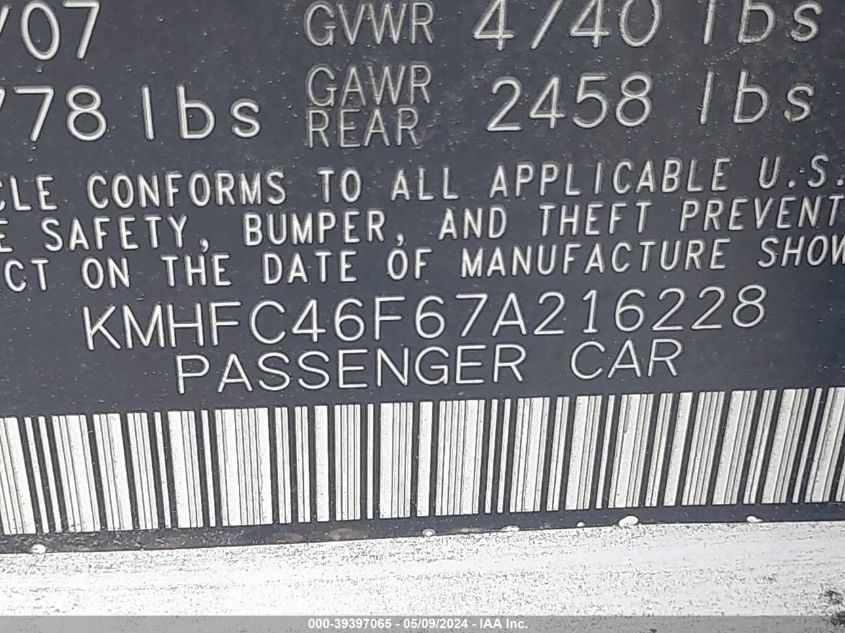 /07 GVWR 4740 lbs
778 lbs GAWR REAR 2458 lbs
CLE CONFORMS TO ALL APPLICABLE U.S.
E SAFETY, BUMPER, AND THEFT PREVENT
ECT ON THE DATE OF MANUFACTURE SHOW
KMHFC46F67A216228
PASSENGER CAR
000-39397065 - 05/09/2024 - IAA Inc.